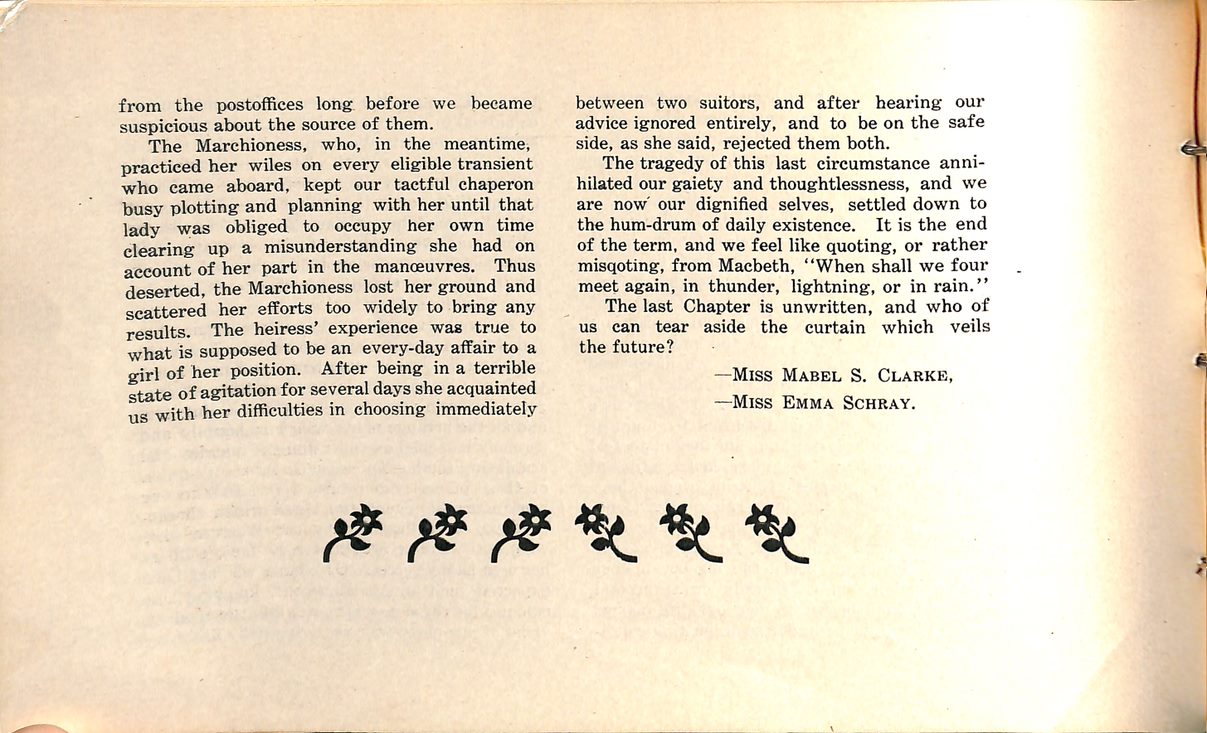 from the postoffices long before we became
suspicious about the source of them.
The Marchioness, who, in the meantime,
practiced her wiles on every eligible transient
who came aboard, kept our tactful chaperon
busy plotting and planning with her until that
lady was obliged to occupy her own time
clearing up a misunderstanding she had on
account of her part in the manœuvres. Thus
deserted, the Marchioness lost her ground and
scattered her efforts too widely to bring any
results. The heiress' experience was true to
what is supposed to be an every-day affair to a
girl of her position. After being in a terrible
state of agitation for several days she acquainted
us with her difficulties in choosing immediately
between two suitors, and after hearing our
advice ignored entirely, and to be on the safe
side, as she said, rejected them both.
The tragedy of this last circumstance anni-
hilated our gaiety and thoughtlessness, and we
are now our dignified selves, settled down to
the hum-drum of daily existence. It is the end
of the term, and we feel like quoting, or rather
misqoting, from Macbeth, "When shall we four
meet again, in thunder, lightning, or in rain."
The last Chapter is unwritten, and who of
us can tear aside the curtain which veils
the future?
—MISS MABEL S. CLARKE,
—MISS EMMA SCHRAY.